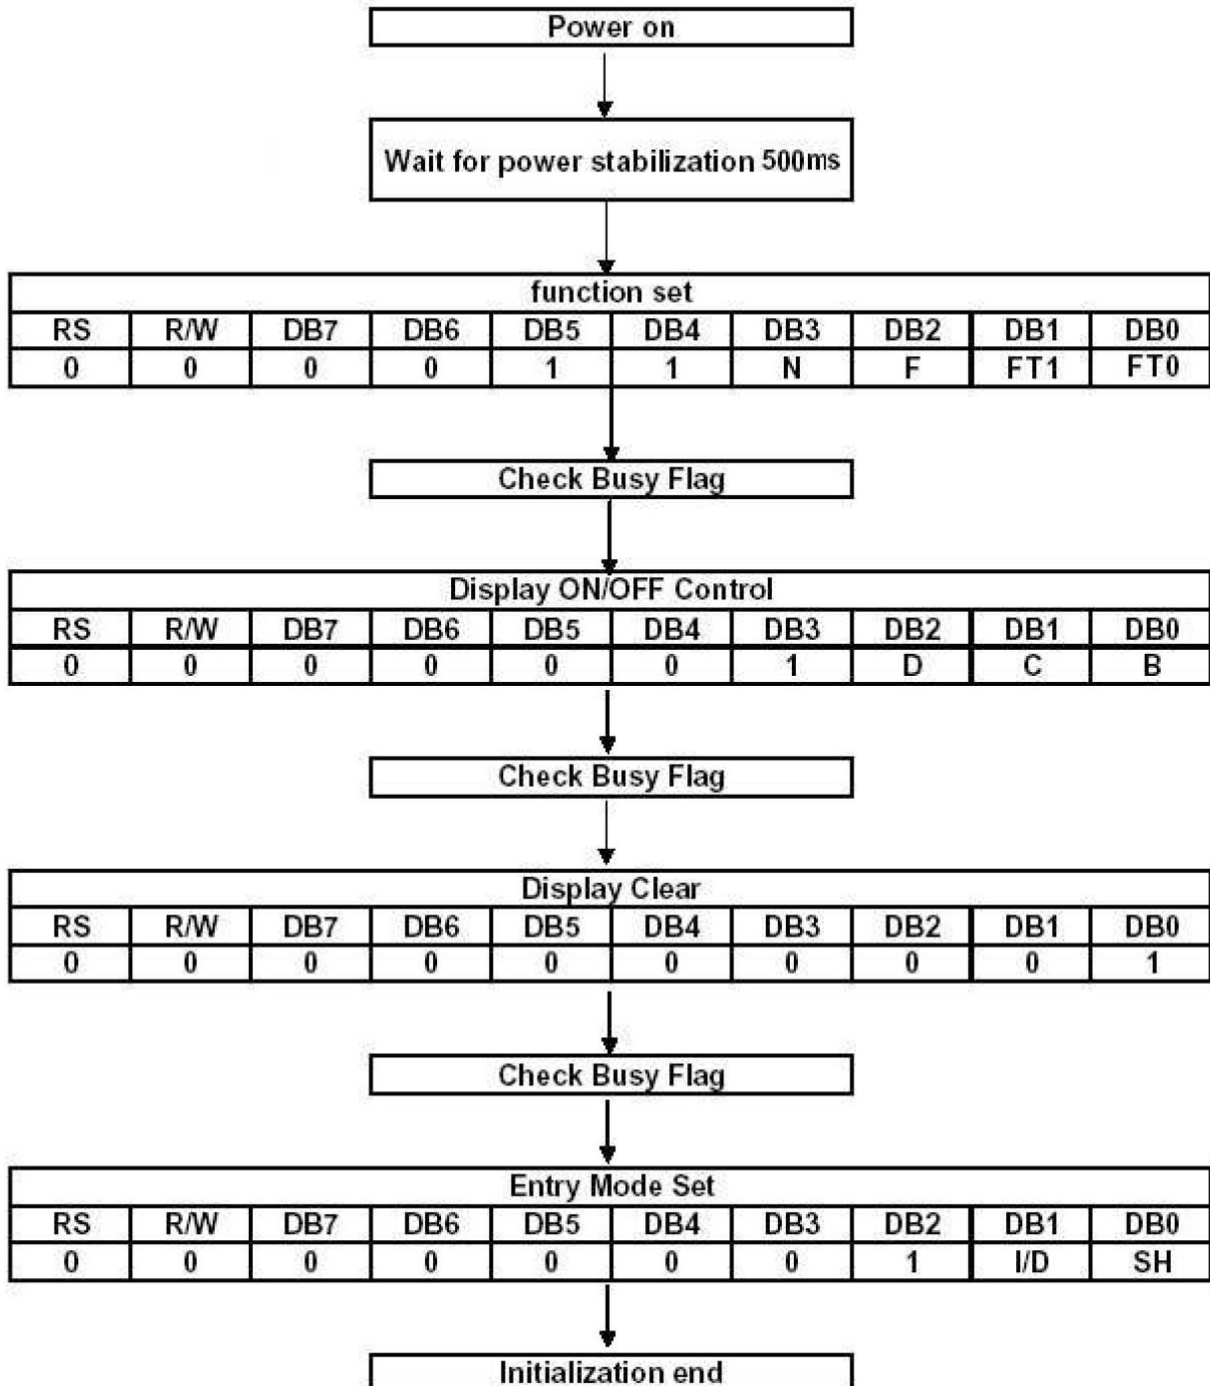 Power on
Wait for power stabilization 500ms
function set
RS R/W DB7 DB6 DB5 DB4 DB3 DB2 DB1 DB0
0 0 0 0 1 1 N F FT1 FT0
Check Busy Flag
Display ON/OFF Control
RS R/W DB7 DB6 DB5 DB4 DB3 DB2 DB1 DB0
0 0 0 0 0 0 1 D C B
Check Busy Flag
Display Clear
RS R/W DB7 DB6 DB5 DB4 DB3 DB2 DB1 DB0
0 0 0 0 0 0 0 0 0 1
Check Busy Flag
Entry Mode Set
RS R/W DB7 DB6 DB5 DB4 DB3 DB2 DB1 DB0
0 0 0 0 0 0 0 1 I/D SH
Initialization end